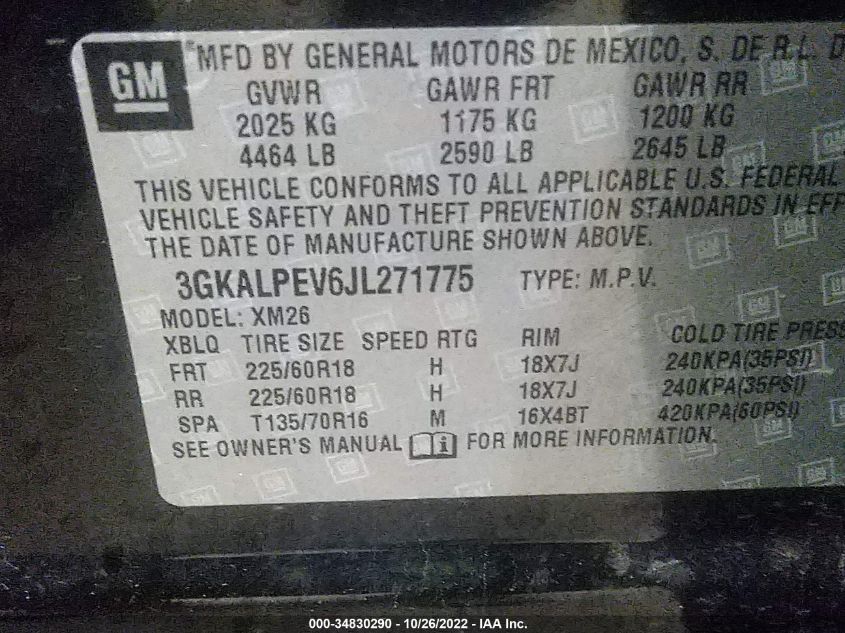 GM
MFD BY GENERAL MOTORS DE MEXICO, S. DE R.L. D
GVWR GAWR FRT GAWR RR
2025 KG 1175 KG 1200 KG
4464 LB 2590 LB 2645 LB
THIS VEHICLE CONFORMS TO ALL APPLICABLE U.S. FEDERAL
VEHICLE SAFETY AND THEFT PREVENTION STANDARDS IN EFF
THE DATE OF MANUFACTURE SHOWN ABOVE.
3GKALPEV6JL271775 TYPE: M.P.V.
MODEL: XM26
XBLQ TIRE SIZE SPEED RTG RIM COLD TIRE PRESS
FRT 225/60R18 H 18X7J 240KPA(35PSI)
RR 225/60R18 H 18X7J 240KPA(35PSI)
SPA T135/70R16 M 16X4BT 420KPA(60PSI)
SEE OWNER'S MANUAL i FOR MORE INFORMATION.
000-34830290 - 10/26/2022 - IAA Inc.